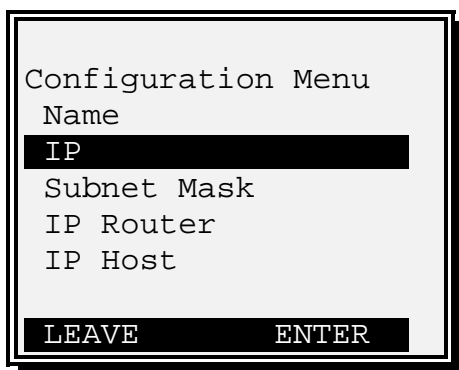 Configuration Menu
Name
IP
Subnet Mask
IP Router
IP Host
LEAVE ENTER